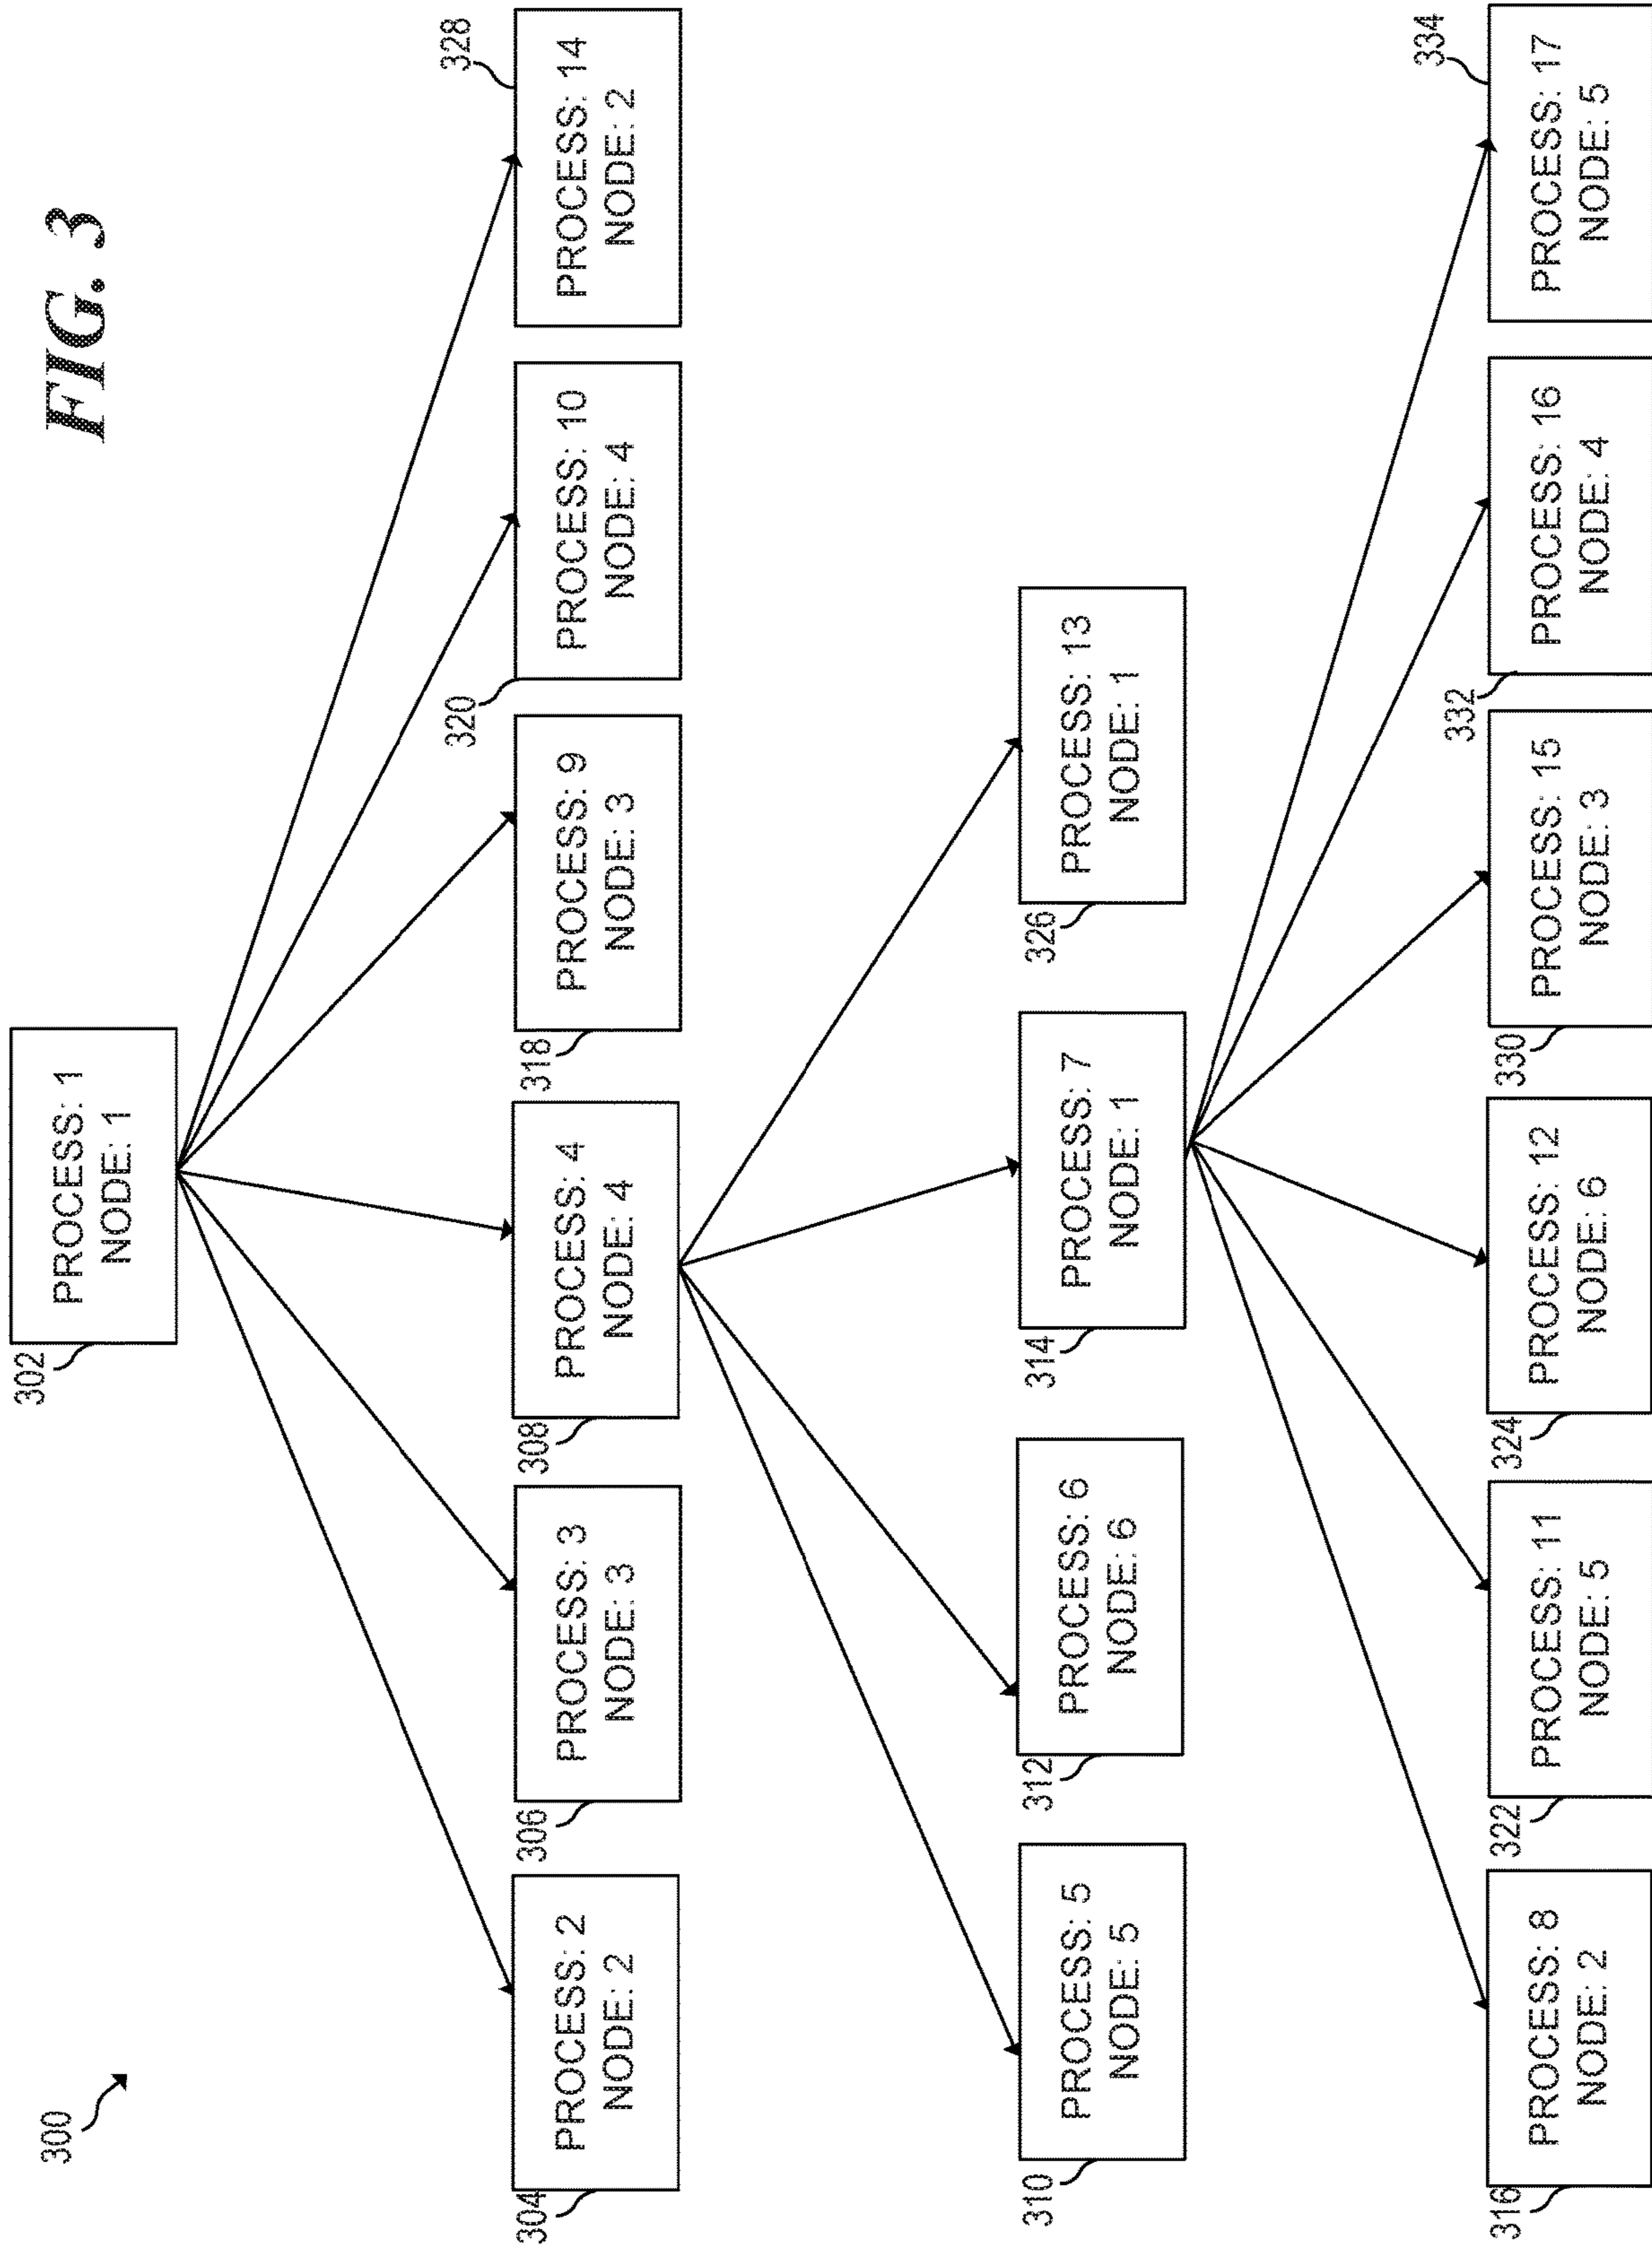 FIG. 3
300
302
PROCESS: 1
NODE: 1
304
PROCESS: 2
NODE: 2
306
PROCESS: 3
NODE: 3
308
PROCESS: 4
NODE: 4
318
PROCESS: 9
NODE: 3
320
PROCESS: 10
NODE: 4
328
PROCESS: 14
NODE: 2
310
PROCESS: 5
NODE: 5
312
PROCESS: 6
NODE: 6
314
PROCESS: 7
NODE: 1
326
PROCESS: 13
NODE: 1
316
PROCESS: 8
NODE: 2
322
PROCESS: 11
NODE: 5
324
PROCESS: 12
NODE: 6
330
PROCESS: 15
NODE: 3
332
PROCESS: 16
NODE: 4
334
PROCESS: 17
NODE: 5